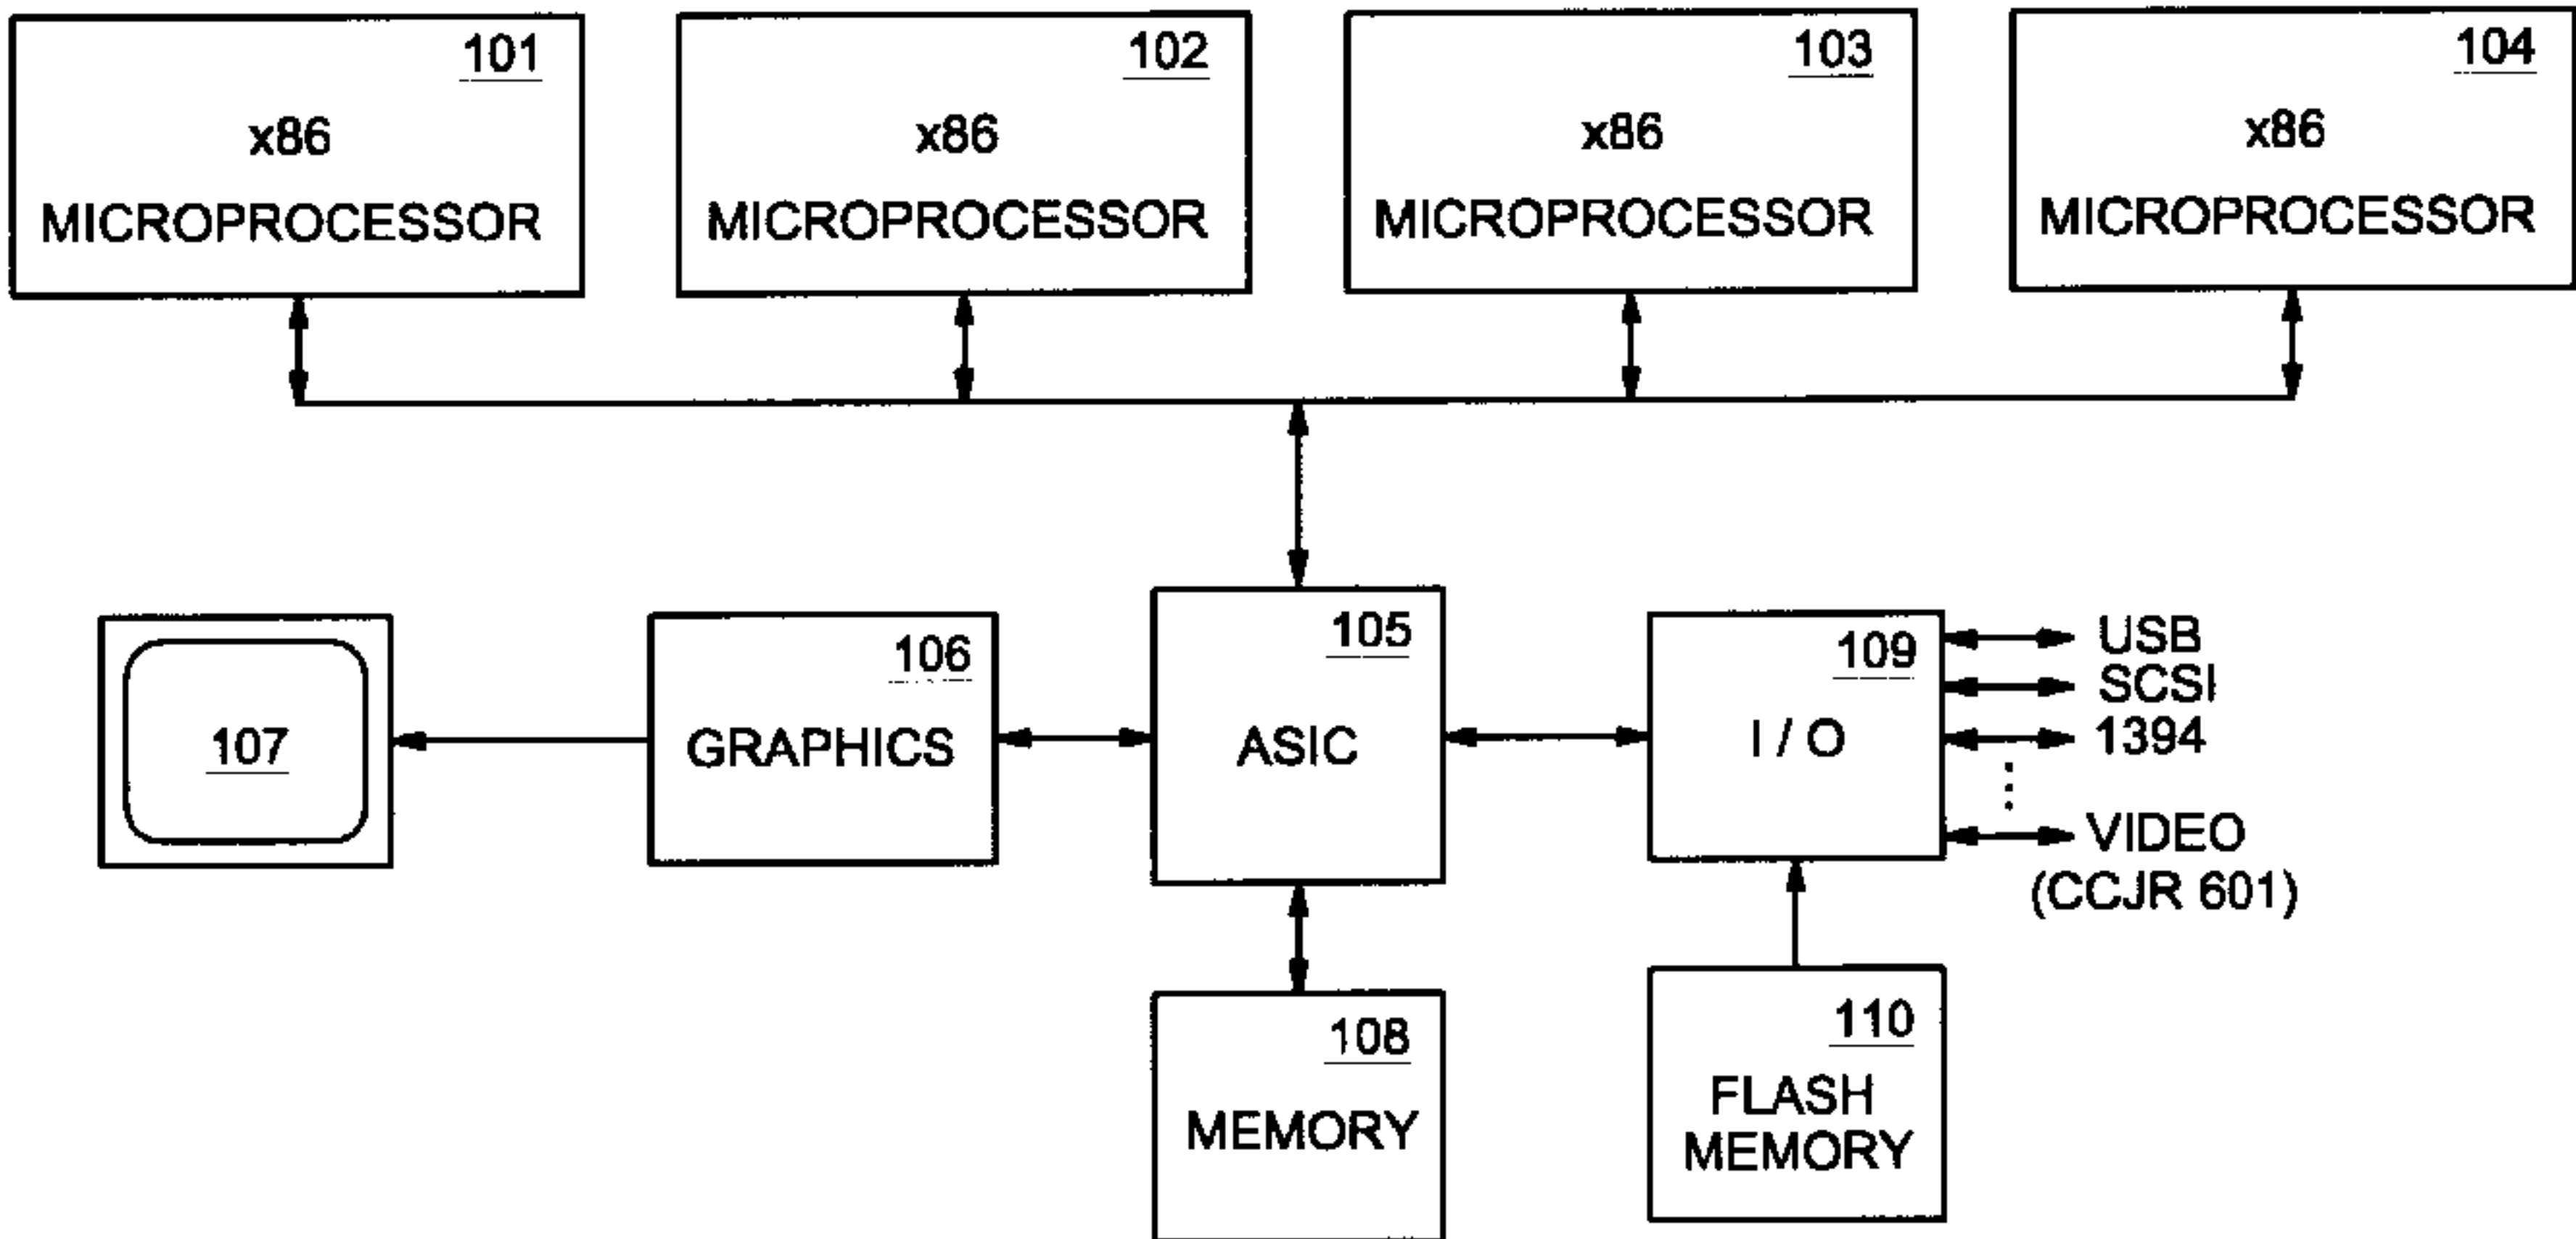 101
x86
MICROPROCESSOR
102
x86
MICROPROCESSOR
103
x86
MICROPROCESSOR
104
x86
MICROPROCESSOR
107
106
GRAPHICS
105
ASIC
109
I / O
USB
SCSI
1394
VIDEO
(CCJR 601)
108
MEMORY
110
FLASH
MEMORY